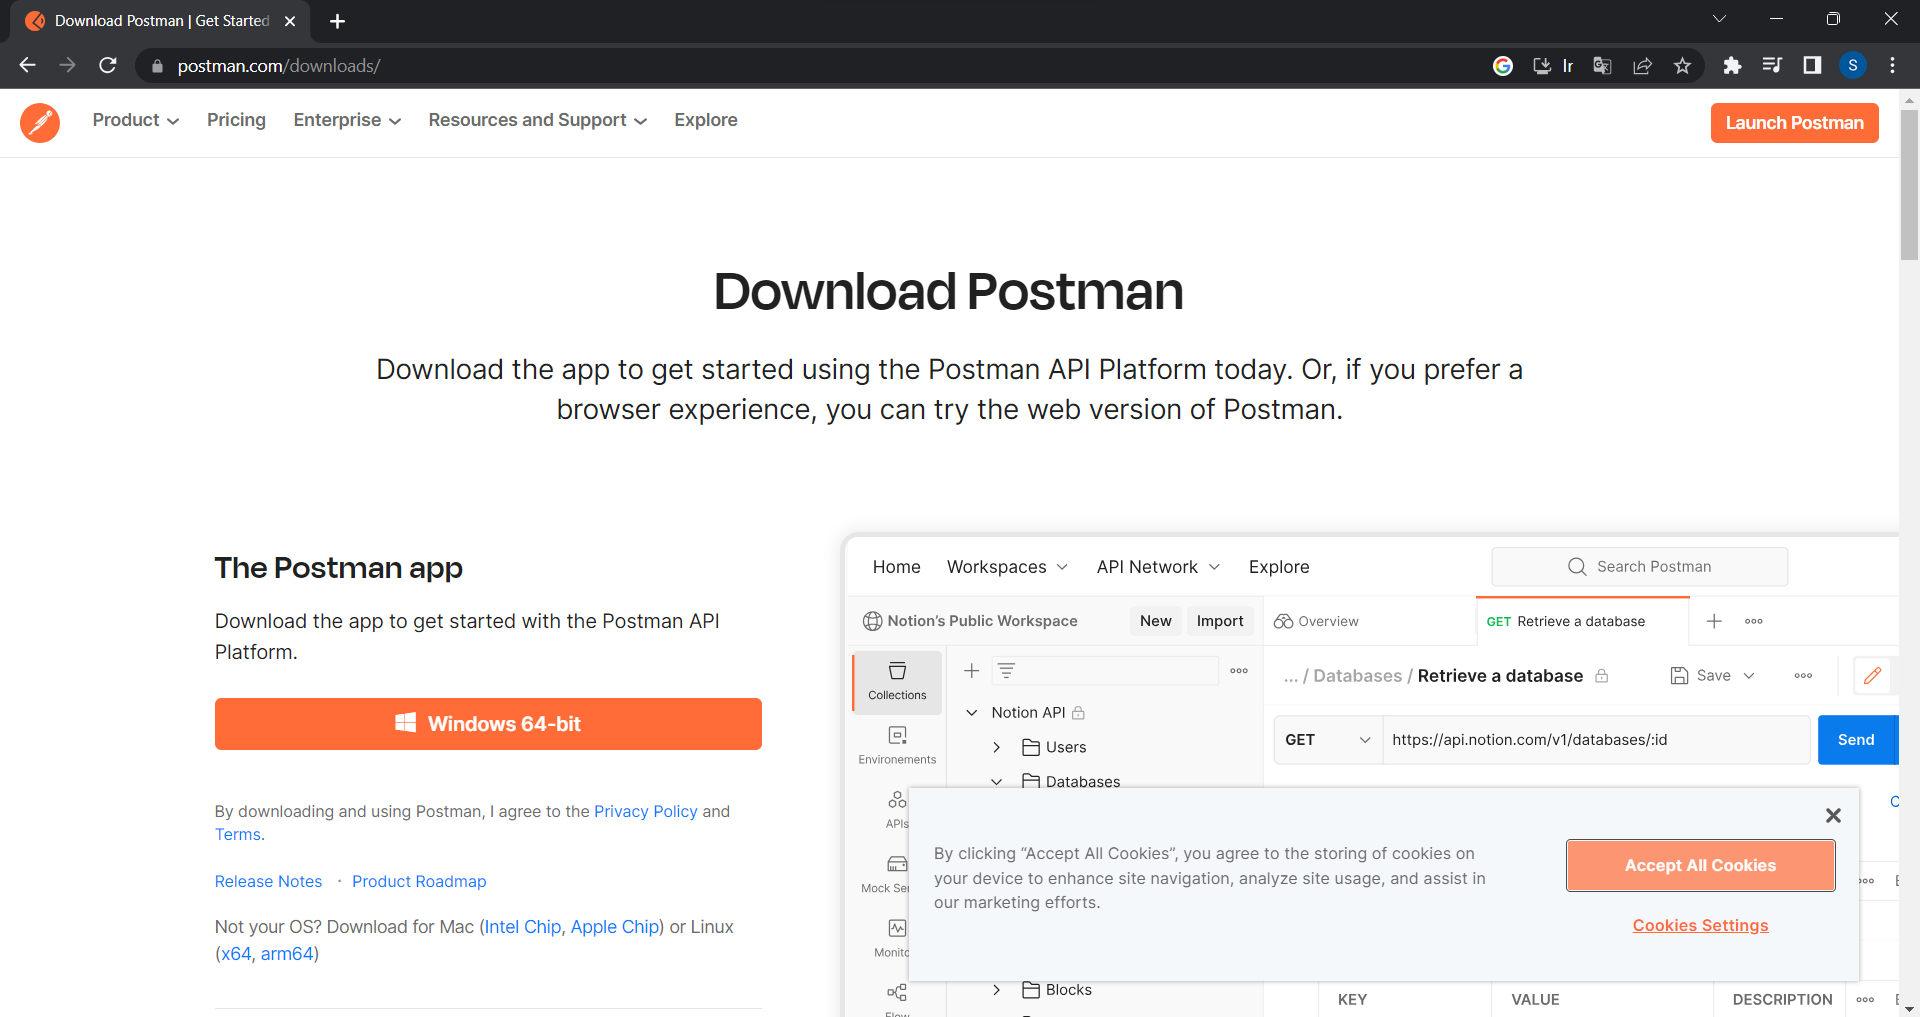 Download Postman | Get Started
postman.com/downloads/
Ir
S
Product
Pricing
Enterprise
Resources and Support
Explore
Launch Postman
Download Postman
Download the app to get started using the Postman API Platform today. Or, if you prefer a
browser experience, you can try the web version of Postman.
The Postman app
Download the app to get started with the Postman API
Platform.
Windows 64-bit
By downloading and using Postman, I agree to the Privacy Policy and
Terms.
Release Notes · Product Roadmap
Not your OS? Download for Mac (Intel Chip, Apple Chip) or Linux
(x64, arm64)
Home
Workspaces
API Network
Explore
Search Postman
Notion's Public Workspace
New
Import
Overview
GET Retrieve a database
Collections
... / Databases / Retrieve a database
Save
Notion API
GET
https://api.notion.com/v1/databases/:id
Send
Environements
Users
Databases
APIs
Mock Ser
Monito
By clicking “Accept All Cookies”, you agree to the storing of cookies on
your device to enhance site navigation, analyze site usage, and assist in
our marketing efforts.
Accept All Cookies
Cookies Settings
Blocks
KEY
VALUE
DESCRIPTION